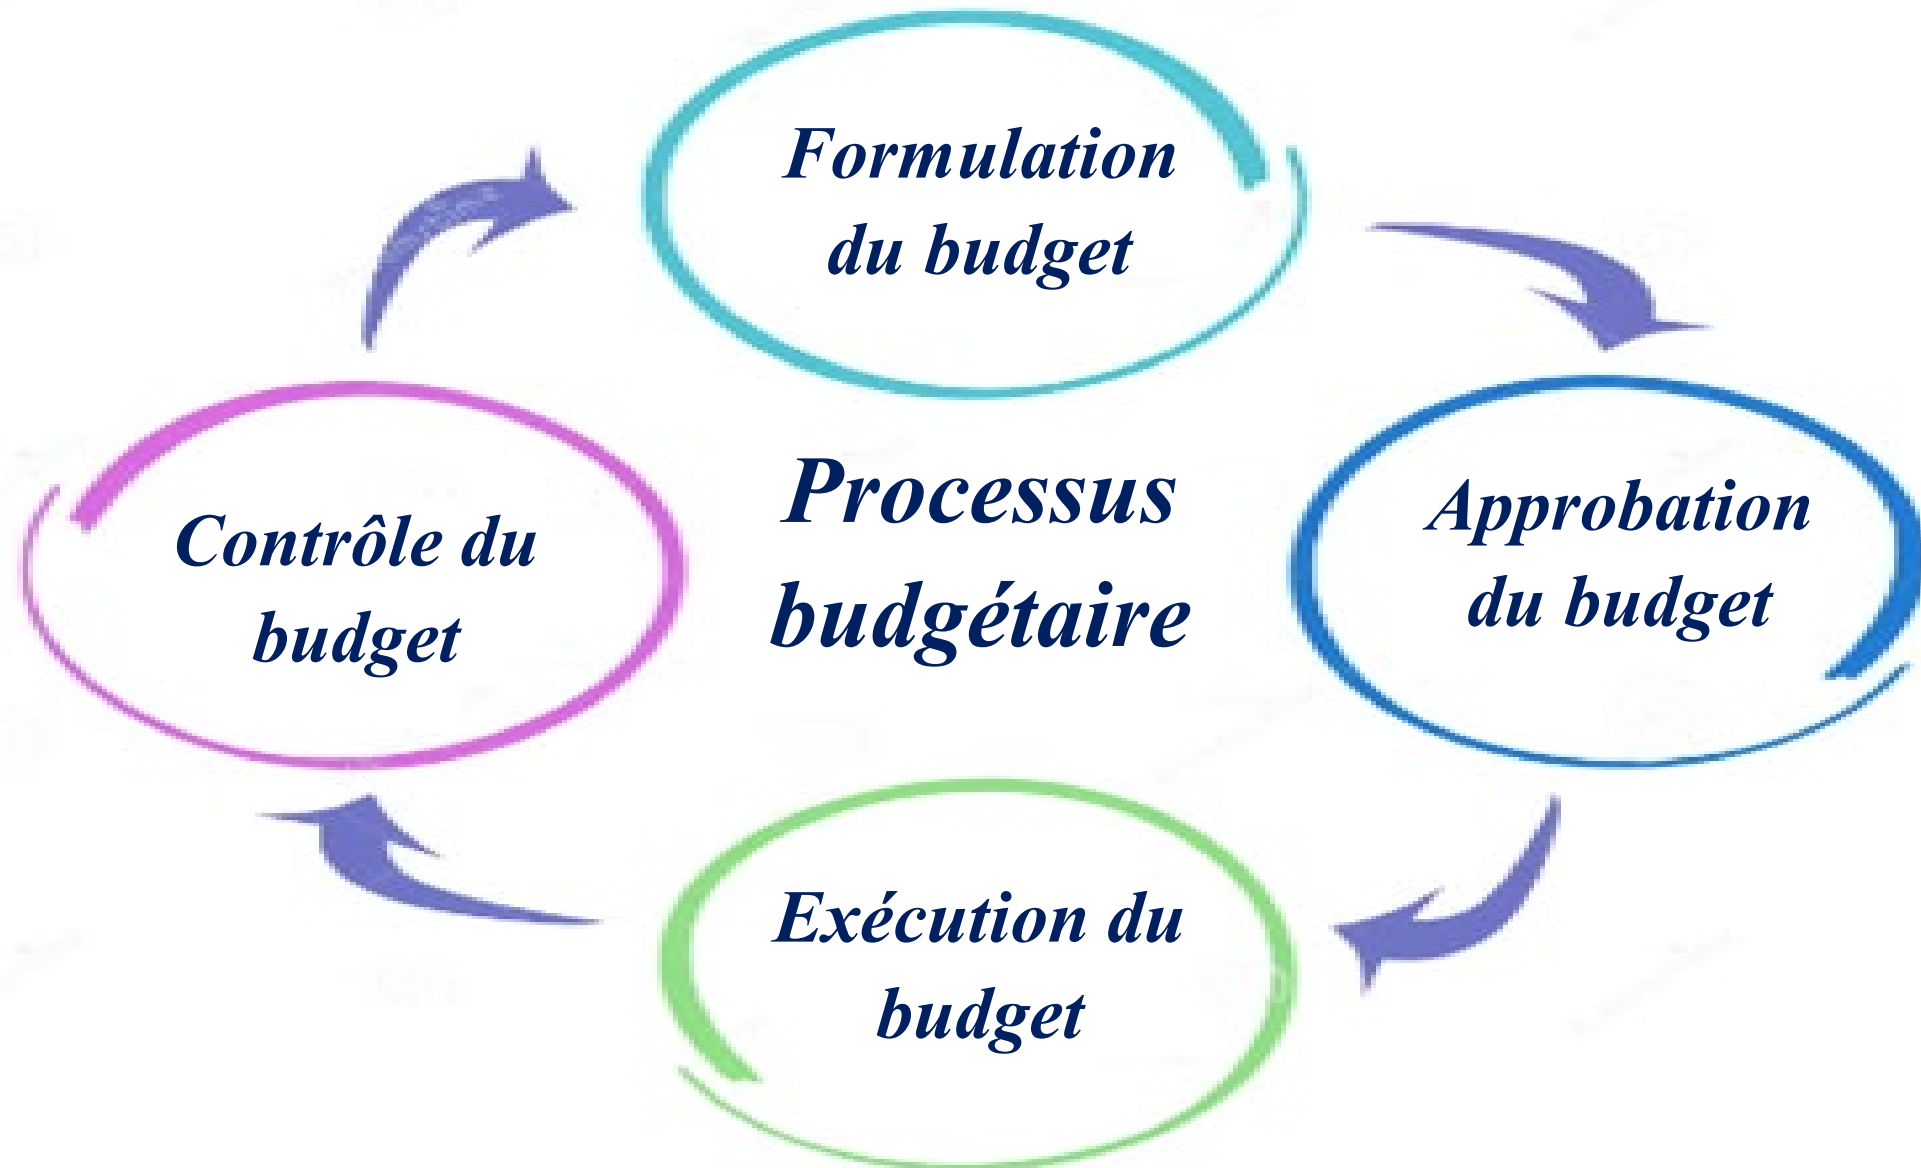 Formulation
du budget
Processus
budgétaire
Approbation
du budget
Contrôle du
budget
Exécution du
budget